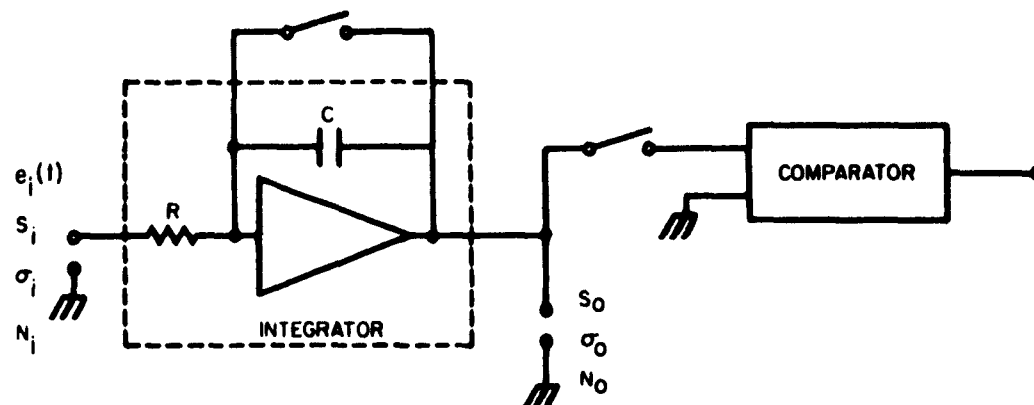 C
e_i(t)
S_i
σ_i
N_i
R
INTEGRATOR
COMPARATOR
S_O
σ_O
N_O